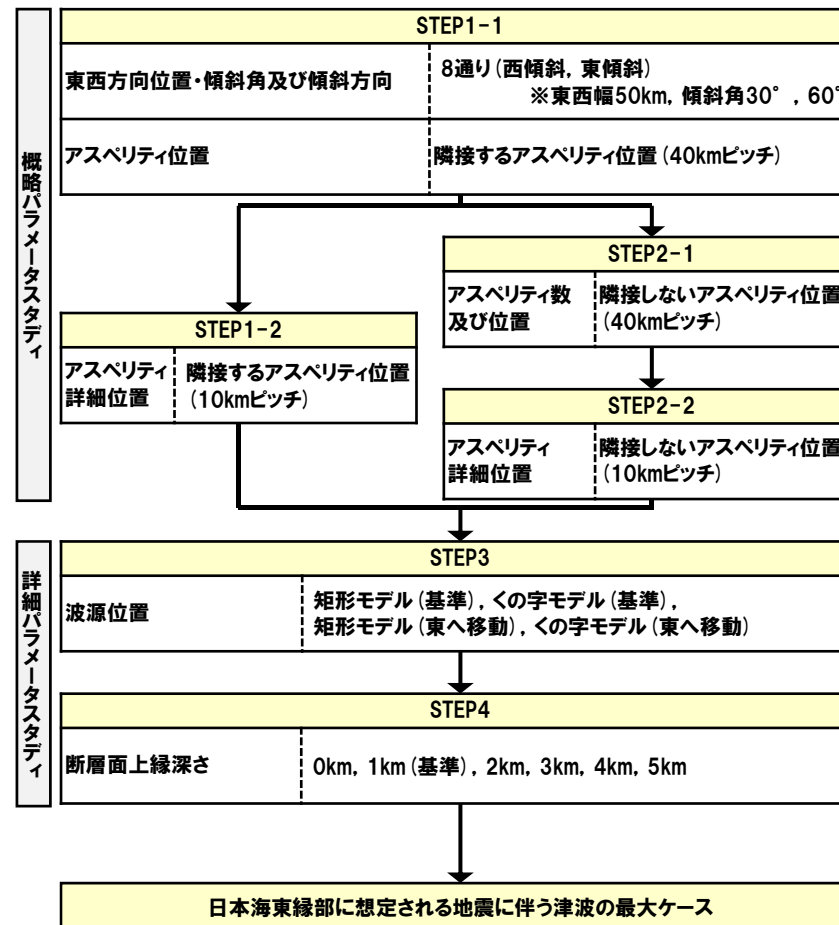 概略パラメータスタディ
STEP1-1
東西方向位置・傾斜角及び傾斜方向
8通り(西傾斜, 東傾斜)
※東西幅50km, 傾斜角30°, 60°
アスペリティ位置
隣接するアスペリティ位置(40kmピッチ)
STEP2-1
アスペリティ数
及び位置
隣接しないアスペリティ位置
(40kmピッチ)
STEP1-2
アスペリティ
詳細位置
隣接するアスペリティ位置
(10kmピッチ)
STEP2-2
アスペリティ
詳細位置
隣接しないアスペリティ位置
(10kmピッチ)
詳細パラメータスタディ
STEP3
波源位置
矩形モデル(基準), くの字モデル(基準),
矩形モデル(東へ移動), くの字モデル(東へ移動)
STEP4
断層面上縁深さ
0km, 1km(基準), 2km, 3km, 4km, 5km
日本海東縁部に想定される地震に伴う津波の最大ケース